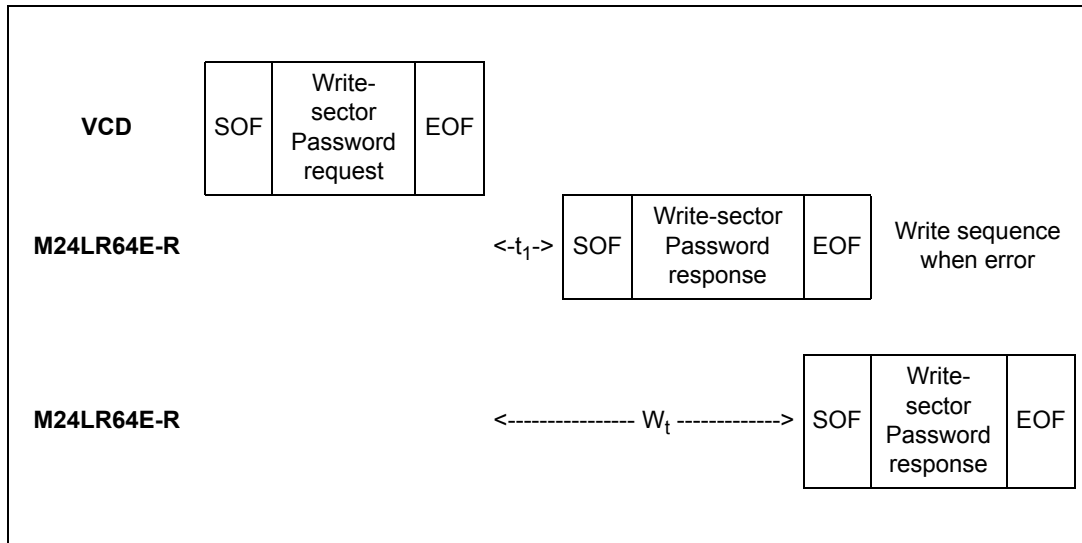 VCD
SOF
Write-
sector
Password
request
EOF
M24LR64E-R
<-t₁->
SOF
Write-sector
Password
response
EOF
Write sequence
when error
M24LR64E-R
<---------------- Wₜ ------------->
SOF
Write-
sector
Password
response
EOF